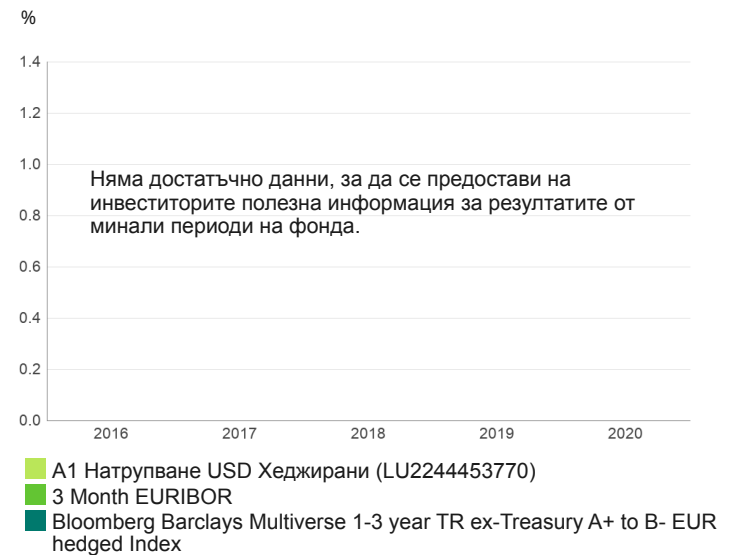 %
1.4
1.2
1.0
0.8
0.6
0.4
0.2
0.0
Няма достатъчно данни, за да се предостави на
инвеститорите полезна информация за резултатите от
минали периоди на фонда.
2016 2017 2018 2019 2020
A1 Натрупване USD Хеджирани (LU2244453770)
3 Month EURIBOR
Bloomberg Barclays Multiverse 1-3 year TR ex-Treasury A+ to B- EUR
hedged Index